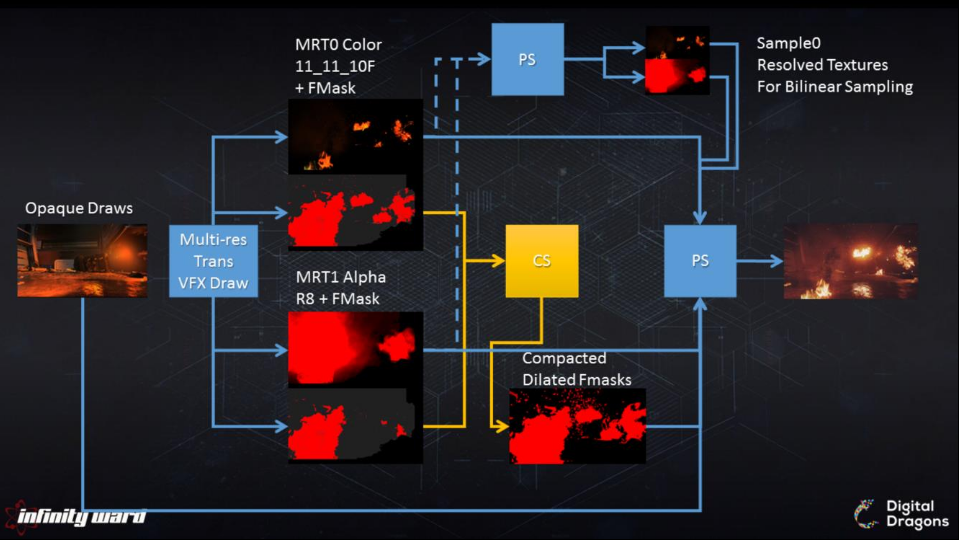 MRT0 Color
11_11_10F
+ FMask
PS
Sample0
Resolved Textures
For Bilinear Sampling
Opaque Draws
Multi-res
Trans
VFX Draw
CS
PS
MRT1 Alpha
R8 + FMask
Compacted
Dilated Fmasks
infinity ward
Digital
Dragons